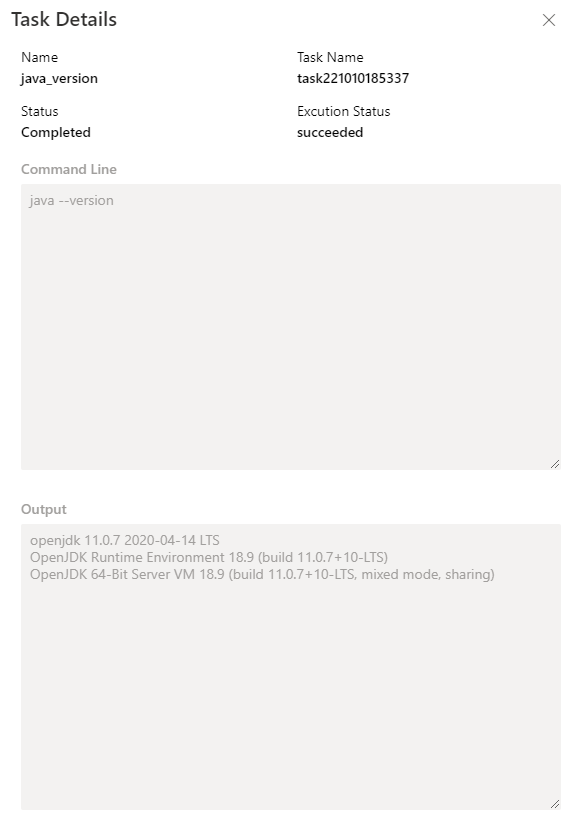 Task Details
Name
java_version
Task Name
task221010185337
Status
Completed
Excution Status
succeeded
Command Line
java --version
Output
openjdk 11.0.7 2020-04-14 LTS
OpenJDK Runtime Environment 18.9 (build 11.0.7+10-LTS)
OpenJDK 64-Bit Server VM 18.9 (build 11.0.7+10-LTS, mixed mode, sharing)